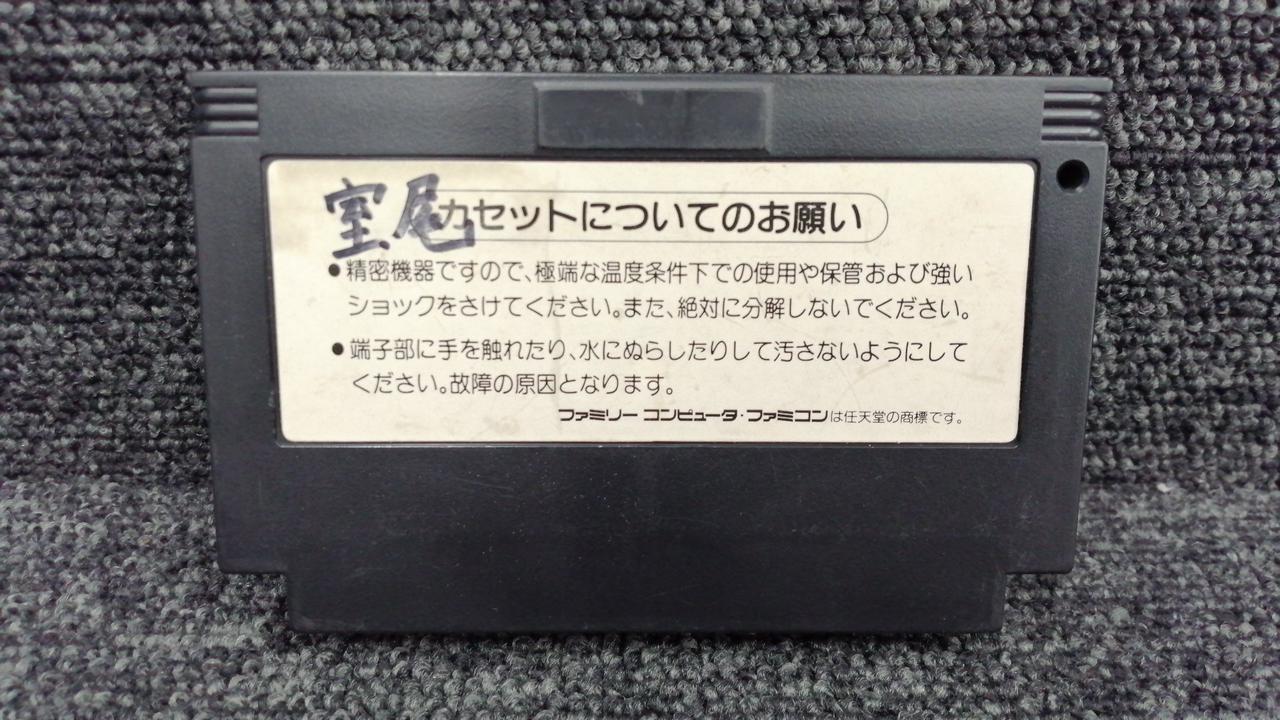 室尾
カセットについてのお願い
●精密機器ですので、極端な温度条件下での使用や保管および強い
ショックをさけてください。また、絶対に分解しないでください。
●端子部に手を触れたり、水にぬらしたりして汚さないようにして
ください。故障の原因となります。
ファミリー コンピュータ・ファミコンは任天堂の商標です。